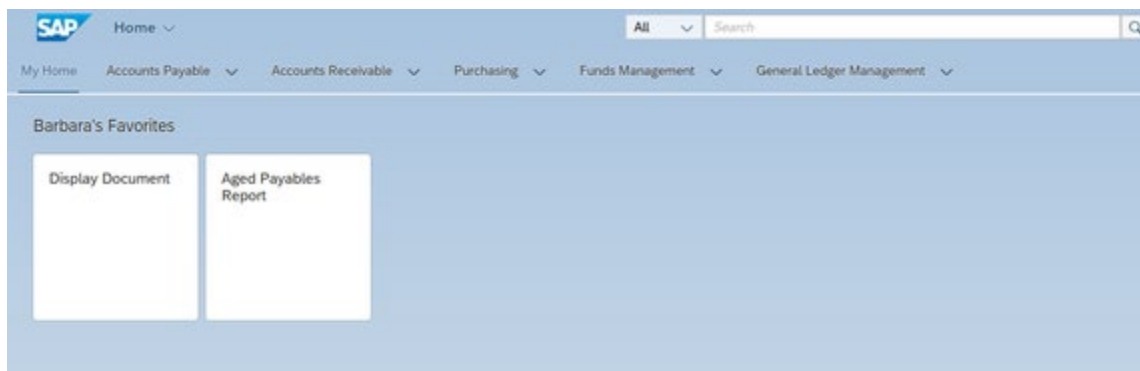 SAP Home All Search
My Home Accounts Payable Accounts Receivable Purchasing Funds Management General Ledger Management
Barbara's Favorites
Display Document
Aged Payables
Report